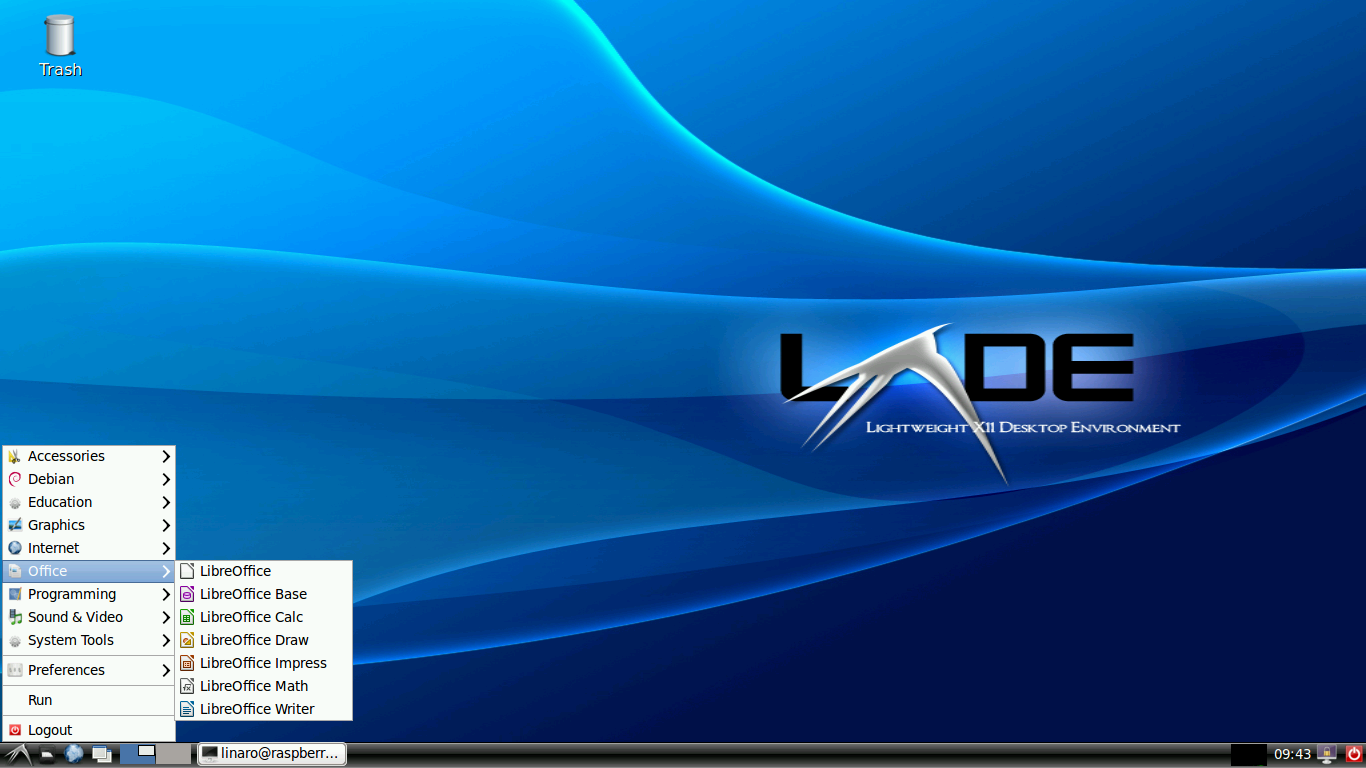 Trash
LXDE
Lightweight X11 Desktop Environment
Accessories
Debian
Education
Graphics
Internet
Office
Programming
Sound & Video
System Tools
Preferences
Run
Logout
LibreOffice
LibreOffice Base
LibreOffice Calc
LibreOffice Draw
LibreOffice Impress
LibreOffice Math
LibreOffice Writer
linaro@raspberr...
09:43